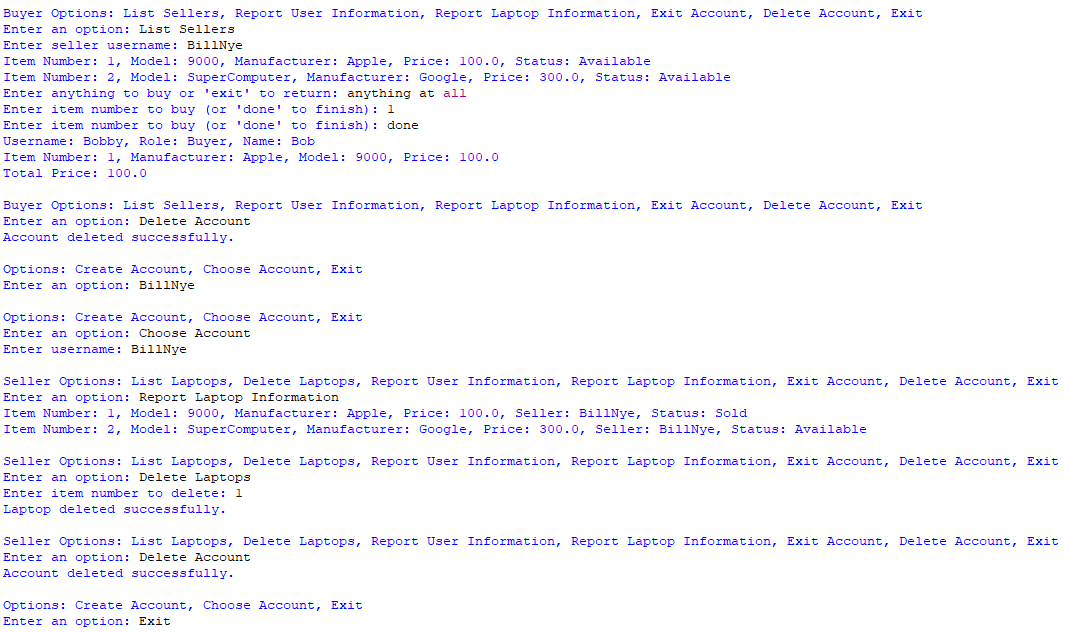 Buyer Options: List Sellers, Report User Information, Report Laptop Information, Exit Account, Delete Account, Exit
Enter an option: List Sellers
Enter seller username: BillNye
Item Number: 1, Model: 9000, Manufacturer: Apple, Price: 100.0, Status: Available
Item Number: 2, Model: SuperComputer, Manufacturer: Google, Price: 300.0, Status: Available
Enter anything to buy or 'exit' to return: anything at all
Enter item number to buy (or 'done' to finish): 1
Enter item number to buy (or 'done' to finish): done
Username: Bobby, Role: Buyer, Name: Bob
Item Number: 1, Manufacturer: Apple, Model: 9000, Price: 100.0
Total Price: 100.0
Buyer Options: List Sellers, Report User Information, Report Laptop Information, Exit Account, Delete Account, Exit
Enter an option: Delete Account
Account deleted successfully.
Options: Create Account, Choose Account, Exit
Enter an option: BillNye
Options: Create Account, Choose Account, Exit
Enter an option: Choose Account
Enter username: BillNye
Seller Options: List Laptops, Delete Laptops, Report User Information, Report Laptop Information, Exit Account, Delete Account, Exit
Enter an option: Report Laptop Information
Item Number: 1, Model: 9000, Manufacturer: Apple, Price: 100.0, Seller: BillNye, Status: Sold
Item Number: 2, Model: SuperComputer, Manufacturer: Google, Price: 300.0, Seller: BillNye, Status: Available
Seller Options: List Laptops, Delete Laptops, Report User Information, Report Laptop Information, Exit Account, Delete Account, Exit
Enter an option: Delete Laptops
Enter item number to delete: 1
Laptop deleted successfully.
Seller Options: List Laptops, Delete Laptops, Report User Information, Report Laptop Information, Exit Account, Delete Account, Exit
Enter an option: Delete Account
Account deleted successfully.
Options: Create Account, Choose Account, Exit
Enter an option: Exit